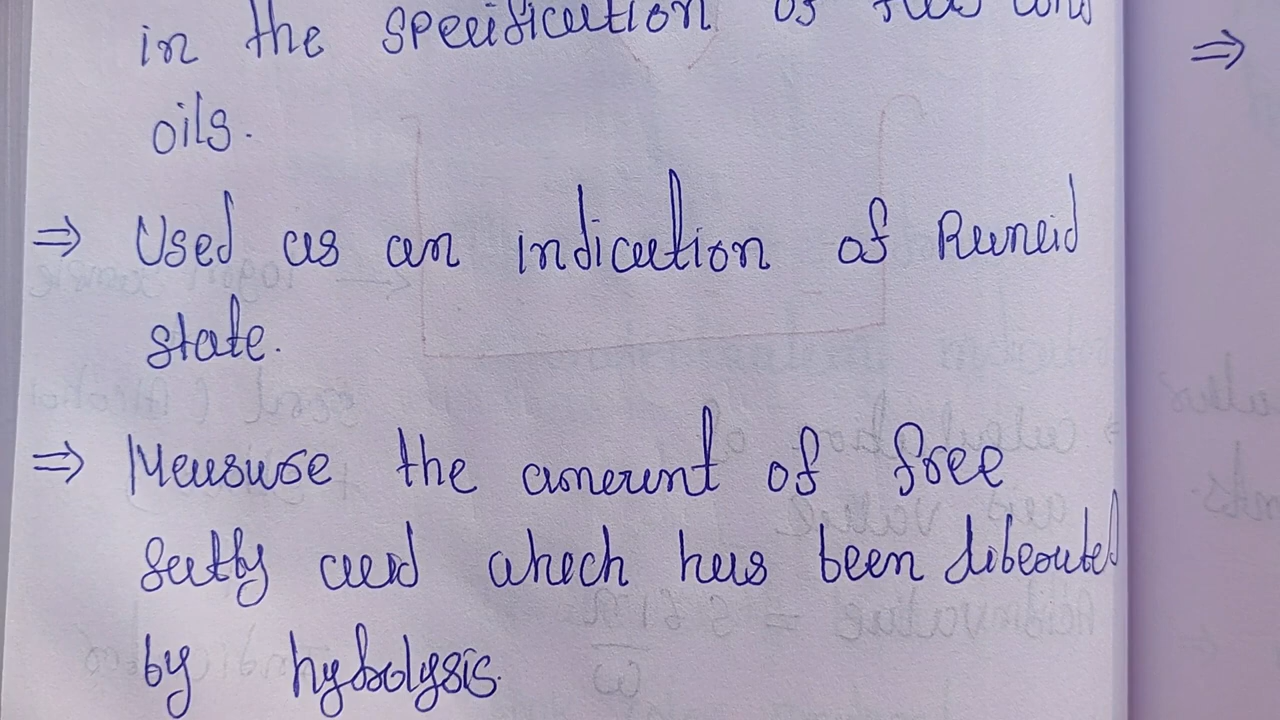 in the specification of
oils.
⇒ Used as an indication of Rancid
state.
⇒ Measure the amount of free
fatty acid which has been liberated
by hydrolysis.
⇒